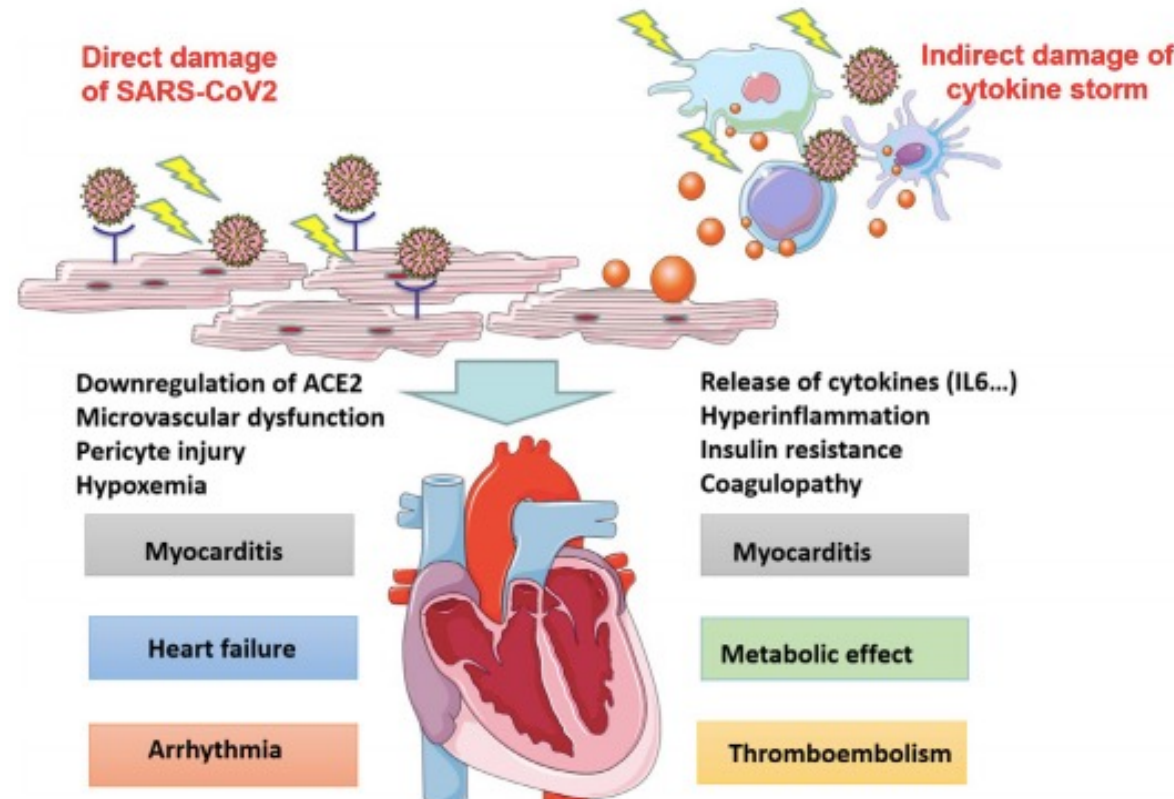 Direct damage
of SARS-CoV2
Indirect damage of
cytokine storm
Downregulation of ACE2
Microvascular dysfunction
Pericyte injury
Hypoxemia
Release of cytokines (IL6...)
Hyperinflammation
Insulin resistance
Coagulopathy
Myocarditis
Heart failure
Arrhythmia
Myocarditis
Metabolic effect
Thromboembolism